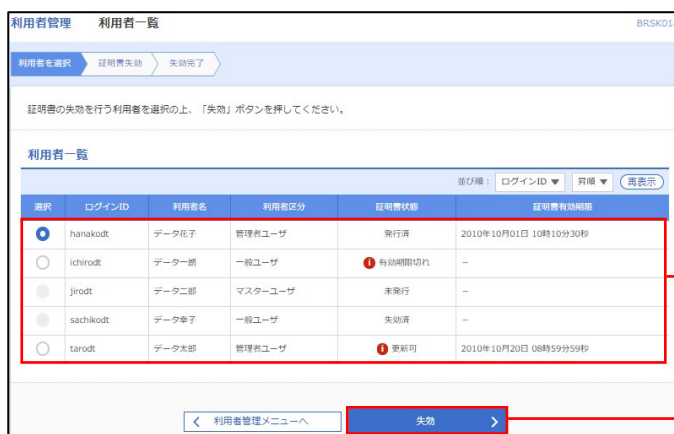 利用者管理 利用者一覧 BRSK01
利用者を選択 証明書失効 失効完了
証明書の失効を行う利用者を選択の上、「失効」ボタンを押してください。
利用者一覧
並び順： ログインID ▼ 昇順 ▼ 再表示
選択 ログインID 利用者名 利用者区分 証明書状態 証明書有効期限
hanakodt データ花子 管理者ユーザ 発行済 2010年10月01日 10時10分30秒
ichirodt データ一朗 一般ユーザ 有効期限切れ －
jirodt データ二郎 マスターユーザ 未発行 －
sachikodt データ幸子 一般ユーザ 失効済 －
tarodt データ太郎 管理者ユーザ 更新可 2010年10月20日 08時59分59秒
利用者管理メニューへ 失効